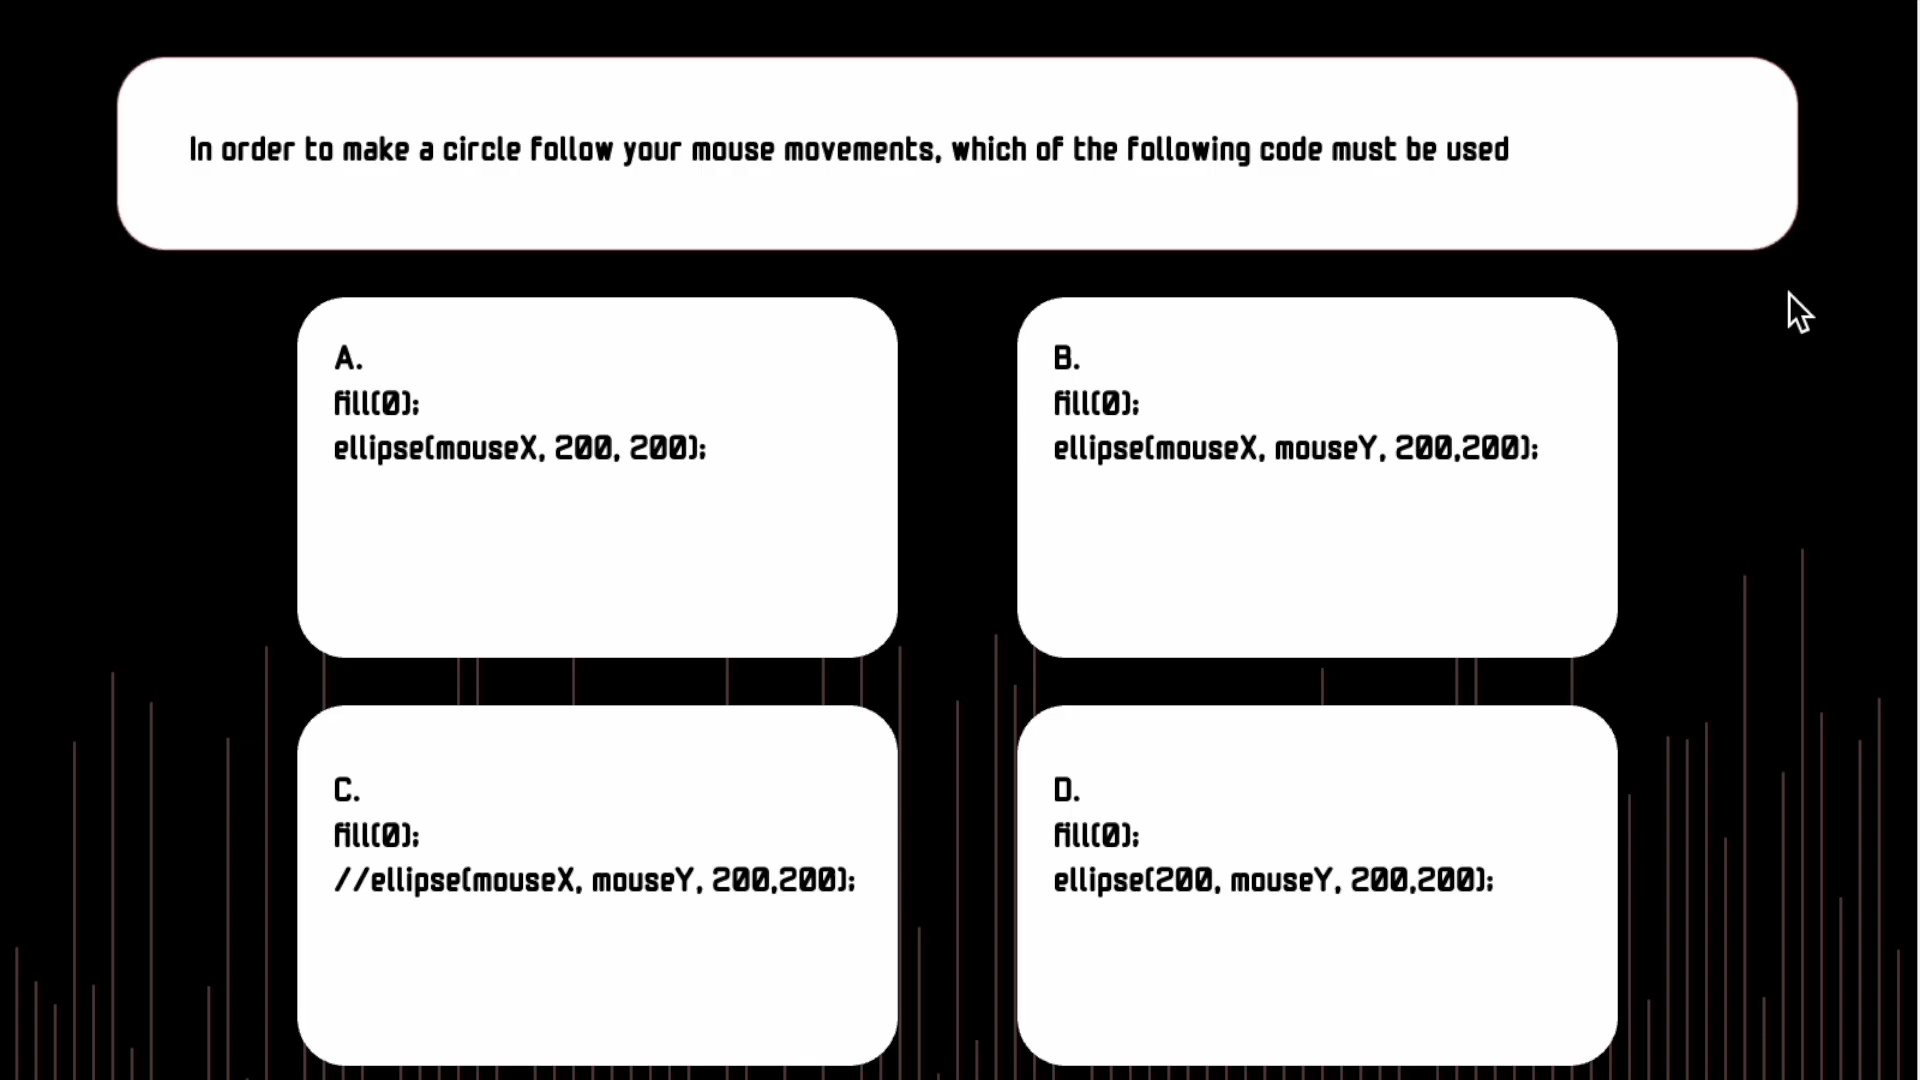 In order to make a circle follow your mouse movements, which of the following code must be used
A.
fill(0);
ellipse(mouseX, 200, 200);
B.
fill(0);
ellipse(mouseX, mouseY, 200,200);
C.
fill(0);
//ellipse(mouseX, mouseY, 200,200);
D.
fill(0);
ellipse(200, mouseY, 200,200);